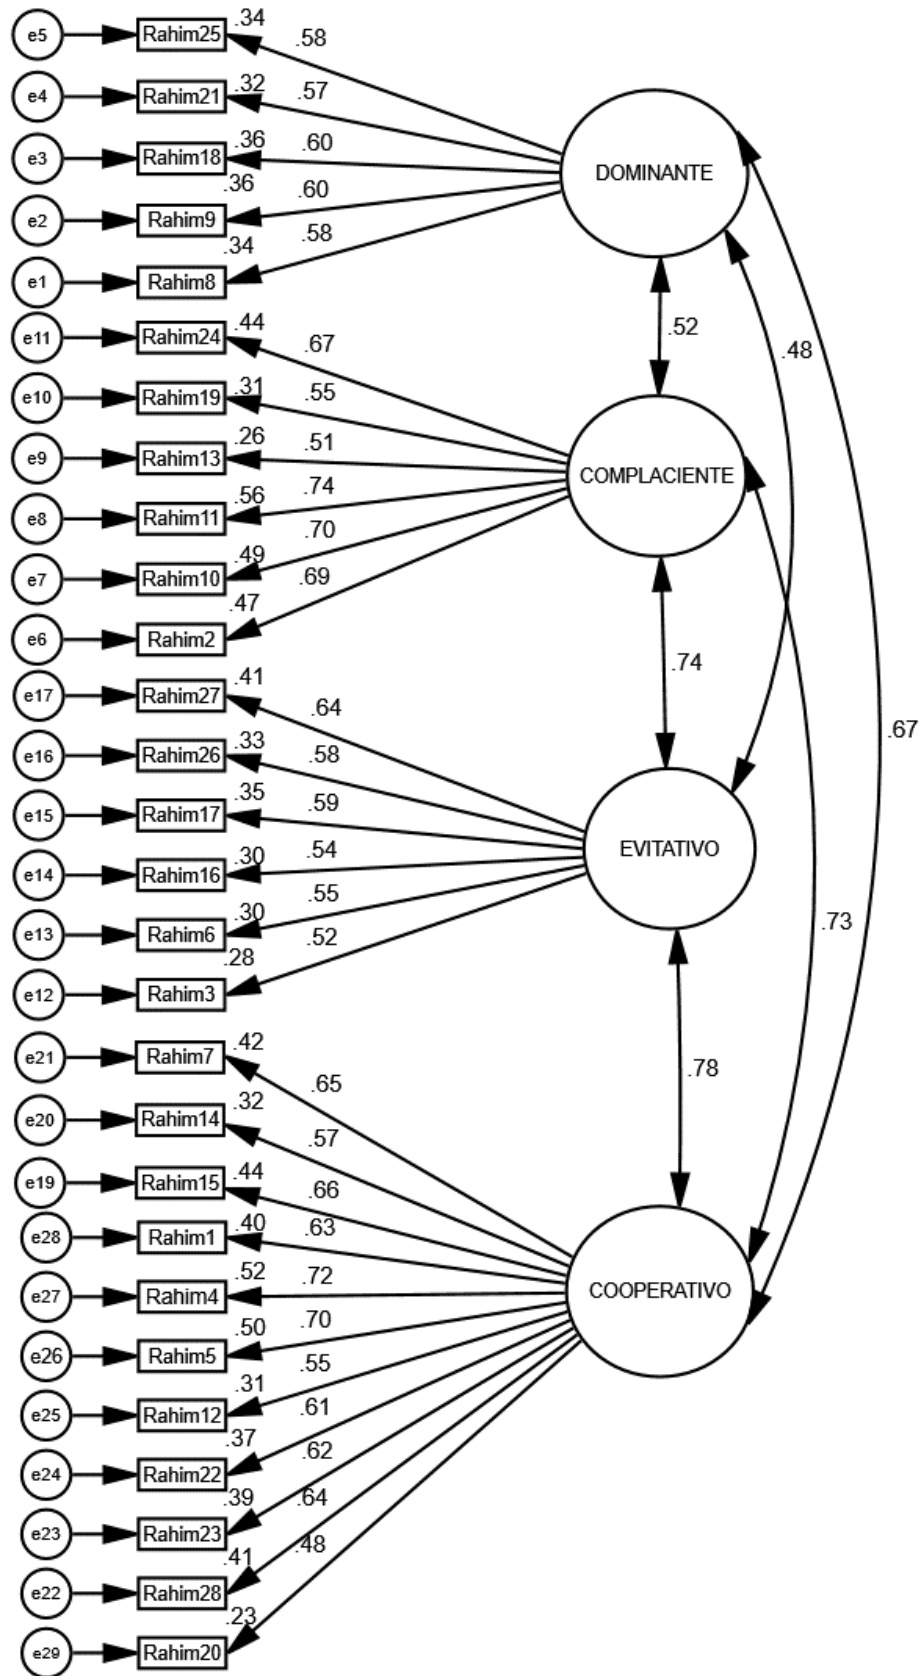 e5 Rahim25 .34 .58
e4 Rahim21 .32 .57
e3 Rahim18 .36 .60
e2 Rahim9 .36 .60
e1 Rahim8 .34 .58
DOMINANTE
e11 Rahim24 .44 .67
e10 Rahim19 .31 .55
e9 Rahim13 .26 .51
e8 Rahim11 .56 .74
e7 Rahim10 .49 .70
e6 Rahim2 .47 .69
COMPLACIENTE
e17 Rahim27 .41 .64
e16 Rahim26 .33 .58
e15 Rahim17 .35 .59
e14 Rahim16 .30 .54
e13 Rahim6 .30 .55
e12 Rahim3 .28 .52
EVITATIVO
e21 Rahim7 .42 .65
e20 Rahim14 .32 .57
e19 Rahim15 .44 .66
e28 Rahim1 .40 .63
e27 Rahim4 .52 .72
e26 Rahim5 .50 .70
e25 Rahim12 .31 .55
e24 Rahim22 .37 .61
e23 Rahim23 .39 .62
e22 Rahim28 .41 .64
e29 Rahim20 .23 .48
COOPERATIVO
.52
.48
.74
.67
.73
.78